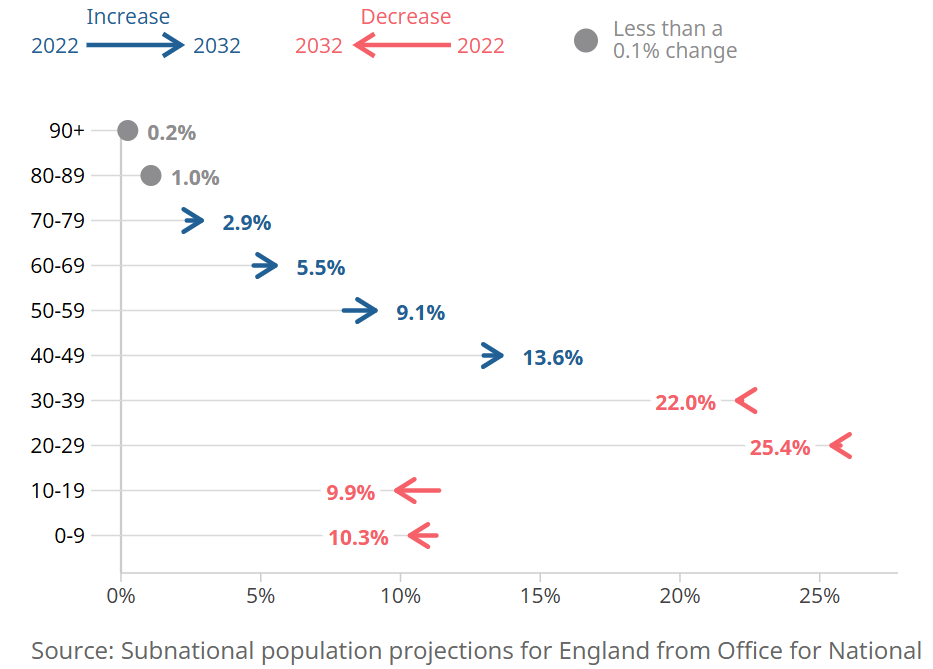 Increase
Decrease
2022 2032
2032 2022
Less than a
0.1% change
90+ 0.2%
80-89 1.0%
70-79 2.9%
60-69 5.5%
50-59 9.1%
40-49 13.6%
30-39 22.0%
20-29 25.4%
10-19 9.9%
0-9 10.3%
0% 5% 10% 15% 20% 25%
Source: Subnational population projections for England from Office for National